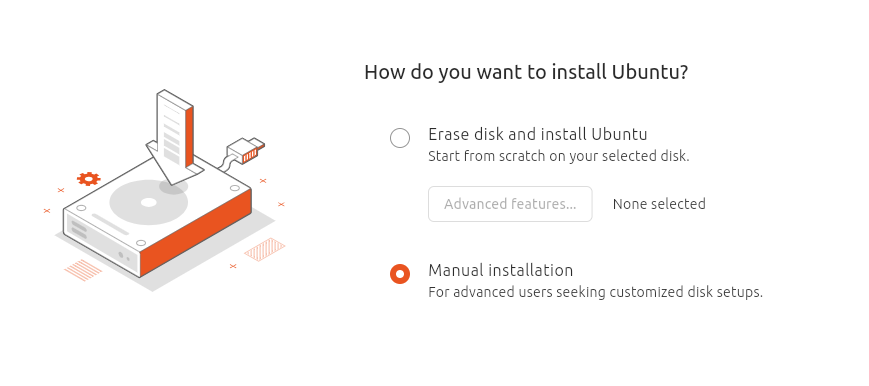 How do you want to install Ubuntu?
Erase disk and install Ubuntu
Start from scratch on your selected disk.
Advanced features... None selected
Manual installation
For advanced users seeking customized disk setups.